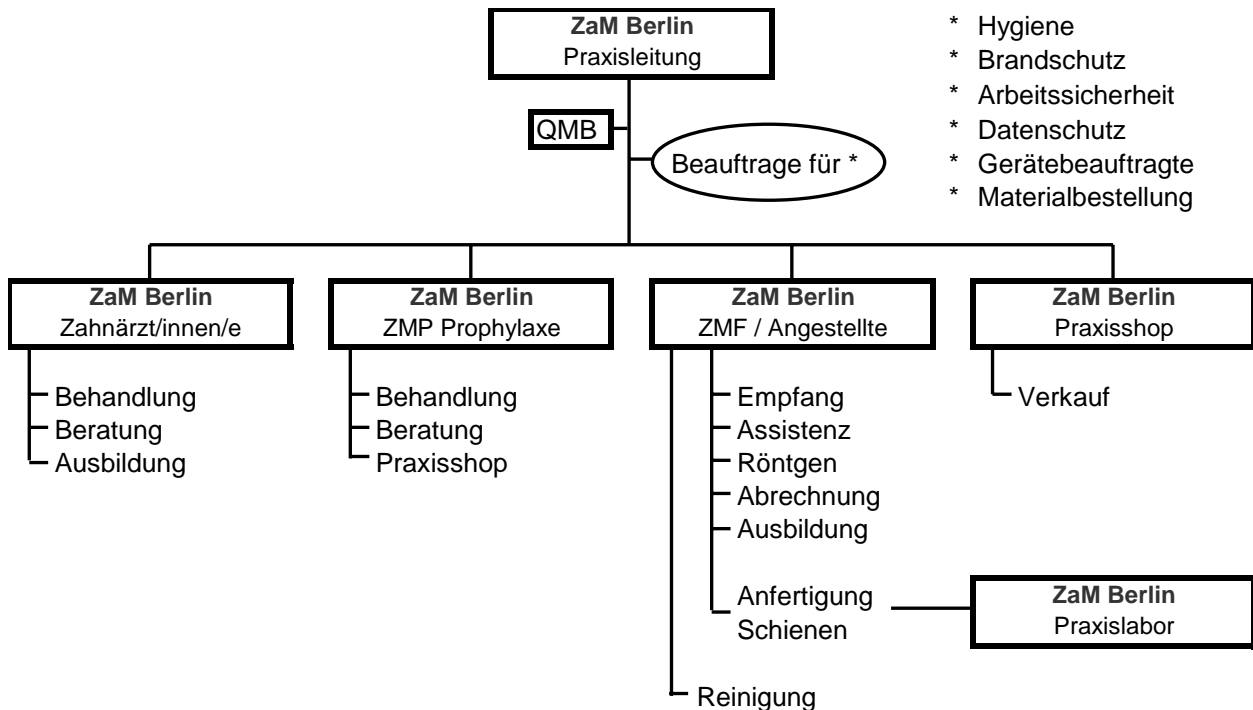 ZaM Berlin
Praxisleitung
* Hygiene
* Brandschutz
* Arbeitssicherheit
* Datenschutz
* Gerätebeauftragte
* Materialbestellung
QMB
Beauftrage für *
ZaM Berlin
Zahnärzt/innen/e
Behandlung
Beratung
Ausbildung
ZaM Berlin
ZMP Prophylaxe
Behandlung
Beratung
Praxisshop
ZaM Berlin
ZMF / Angestellte
Empfang
Assistenz
Röntgen
Abrechnung
Ausbildung
Anfertigung
Schienen
Reinigung
ZaM Berlin
Praxisshop
Verkauf
ZaM Berlin
Praxislabor